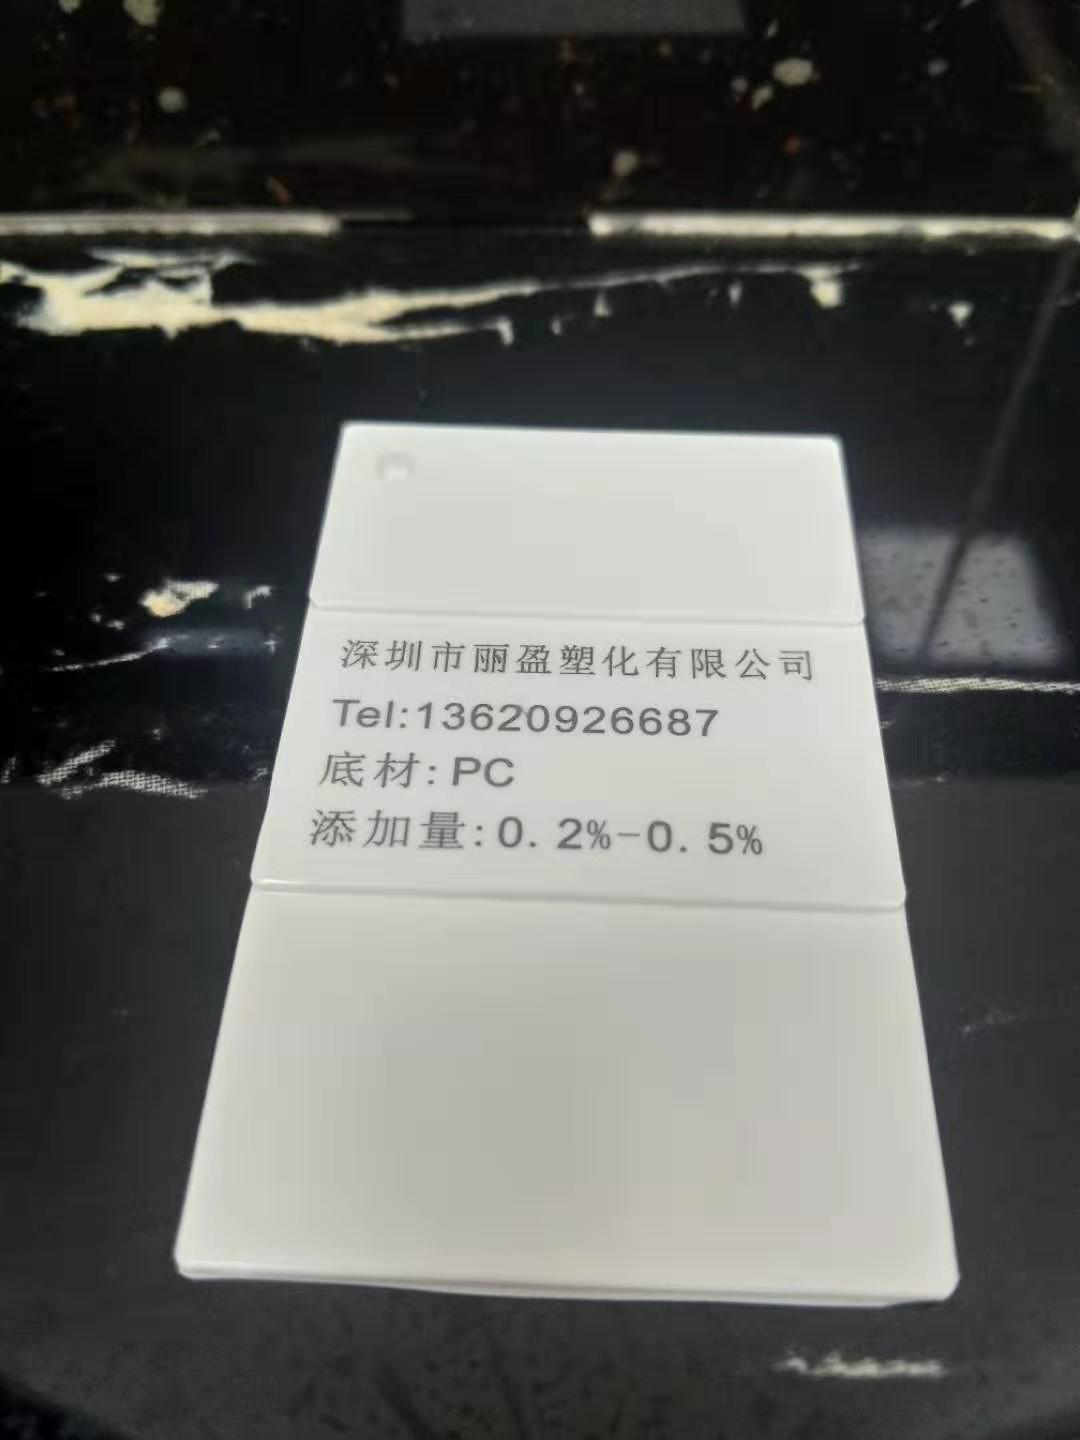 深圳市丽盈塑化有限公司
Tel:13620926687
底材:PC
添加量:0.2%-0.5%